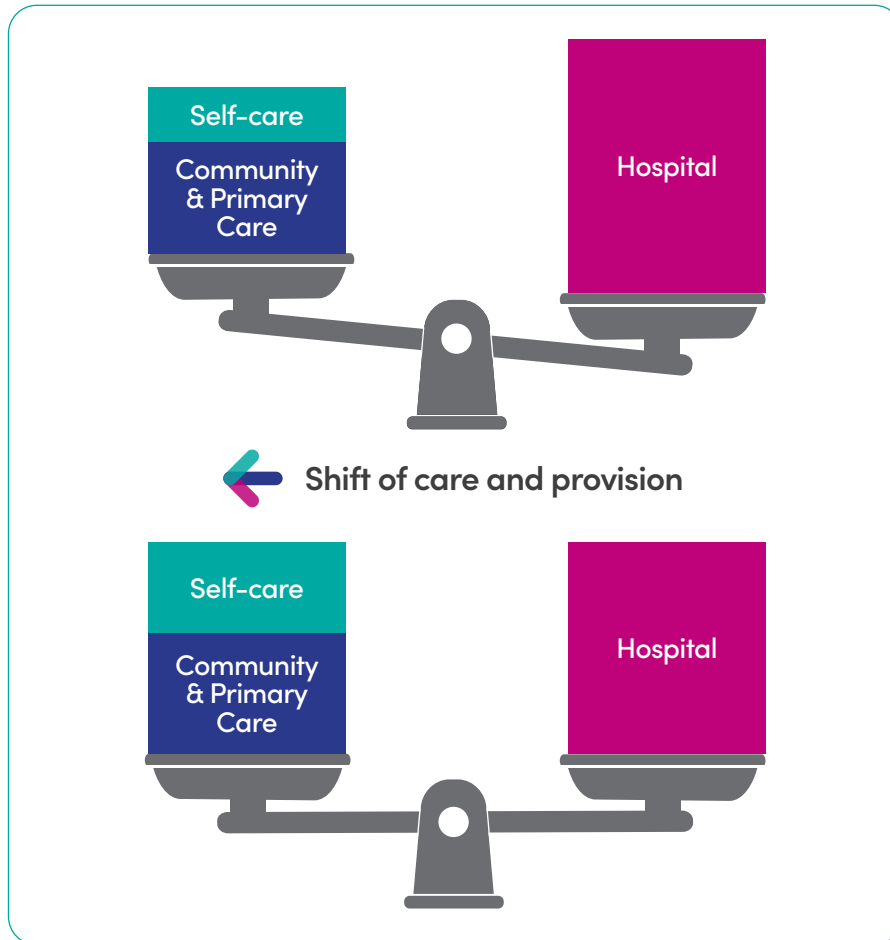 Self-care
Community
& Primary
Care
Hospital
Shift of care and provision
Self-care
Community
& Primary
Care
Hospital